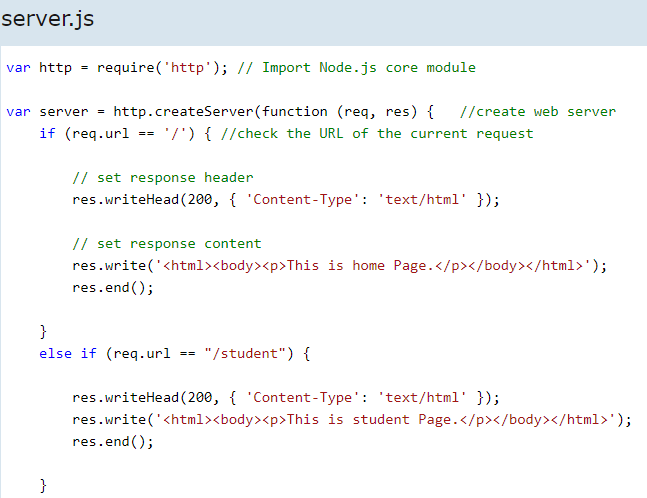 server.js
var http = require('http'); // Import Node.js core module
var server = http.createServer(function (req, res) {   //create web server
    if (req.url == '/') { //check the URL of the current request
        // set response header
        res.writeHead(200, { 'Content-Type': 'text/html' });
        // set response content
        res.write('<html><body><p>This is home Page.</p></body></html>');
        res.end();
    }
    else if (req.url == "/student") {
        res.writeHead(200, { 'Content-Type': 'text/html' });
        res.write('<html><body><p>This is student Page.</p></body></html>');
        res.end();
    }